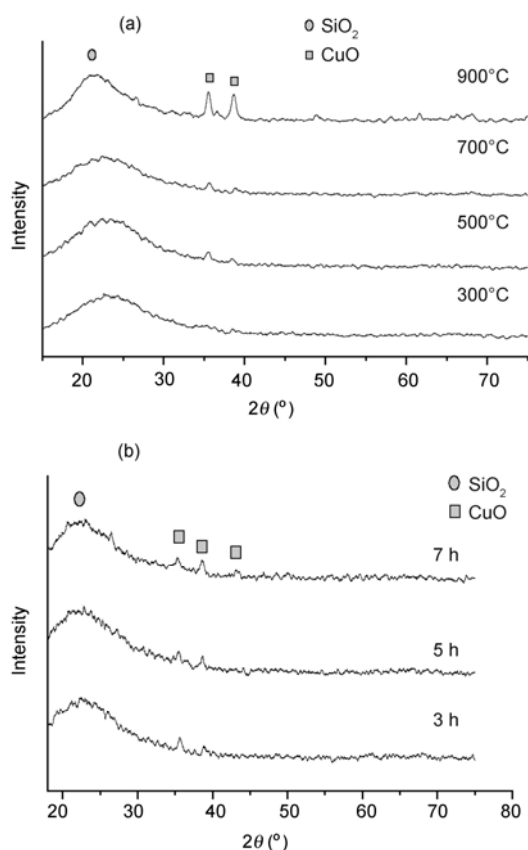 (a)
SiO2
CuO
900°C
700°C
500°C
300°C
Intensity
20 30 40 50 60 70
2θ (º)
(b)
SiO2
CuO
7 h
5 h
3 h
Intensity
20 30 40 50 60 70 80
2θ (º)